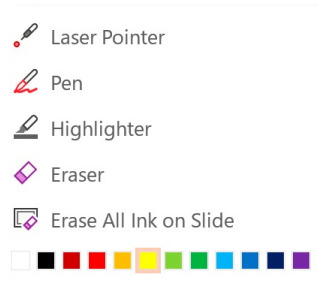 Laser Pointer
Pen
Highlighter
Eraser
Erase All Ink on Slide